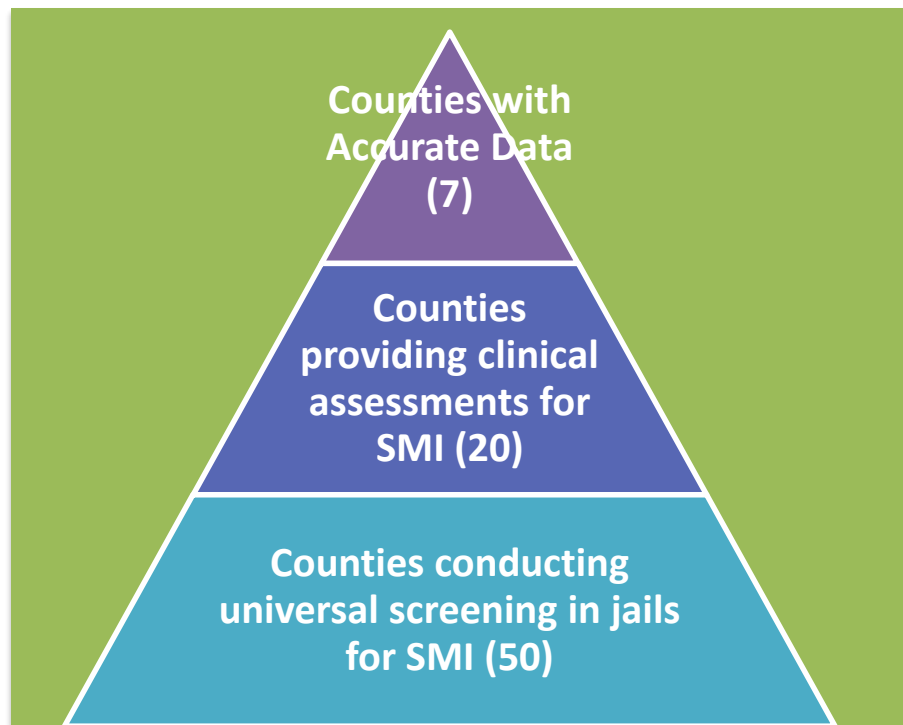 Counties with
Accurate Data
(7)
Counties
providing clinical
assessments for
SMI (20)
Counties conducting
universal screening in jails
for SMI (50)